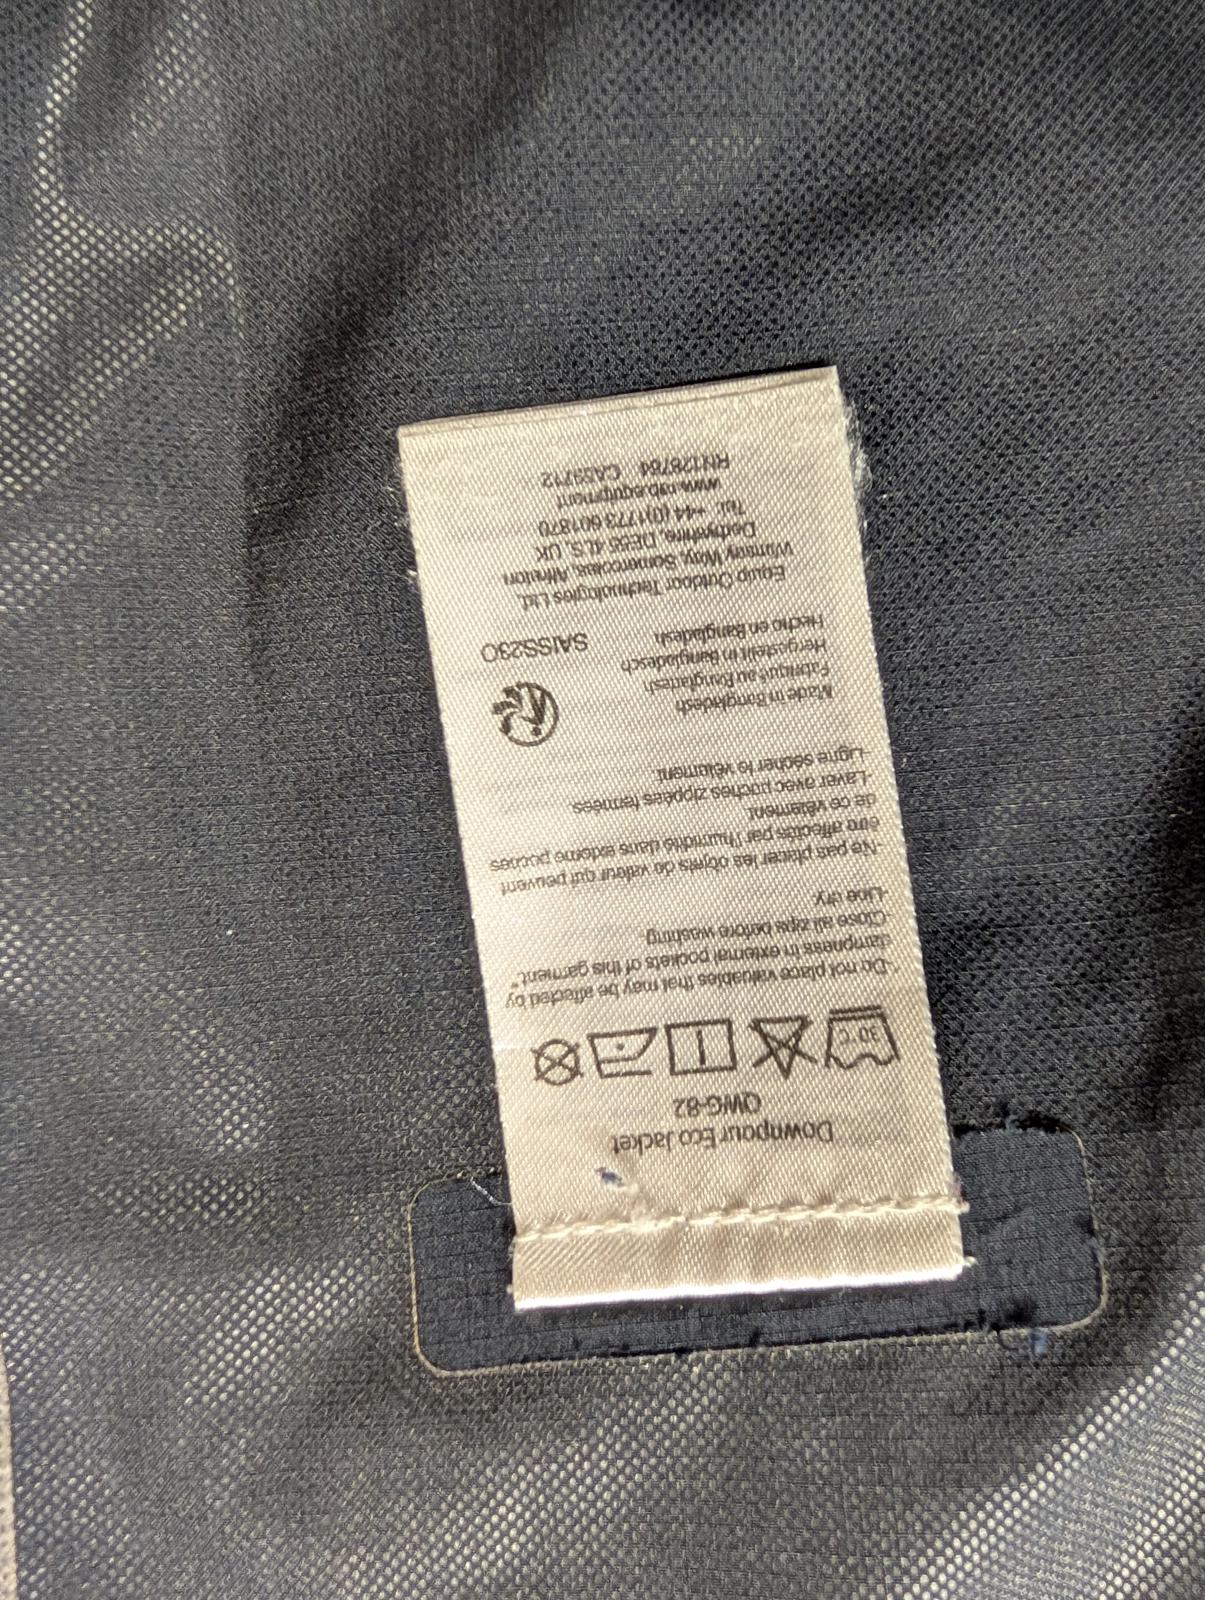 Downpour Eco Jacket
QWG-82
30°C
-Do not place valuables that may be affected by
dampness in external pockets of this garment"
-Close all zips before washing.
-Line dry.
-Ne pas placer les objets de valeur qui peuvent
être affectés par l'humidité dans externe poches
de ce vêtement.
-Laver avec poches zippées fermées
-Ligne sécher le vêtement.
Made in Bangladesh
Fabriqué au Bangladesh
Hergestellt in Bangladesch
Hecho en Bangladesh
SAISS23O
Equip Outdoor Technologies Ltd,
Wimsey Way, Somercotes, Alfreton
Derbyshire, DE55 4LS, UK
Tel: +44 (0)1773 601870
www.rab.equipment
RN128784 CA59712